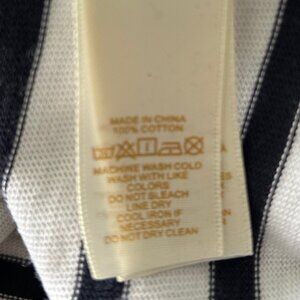 MADE IN CHINA
100% COTTON
MACHINE WASH COLD
WASH WITH LIKE
COLORS
DO NOT BLEACH
LINE DRY
COOL IRON IF
NECESSARY
DO NOT DRY CLEAN